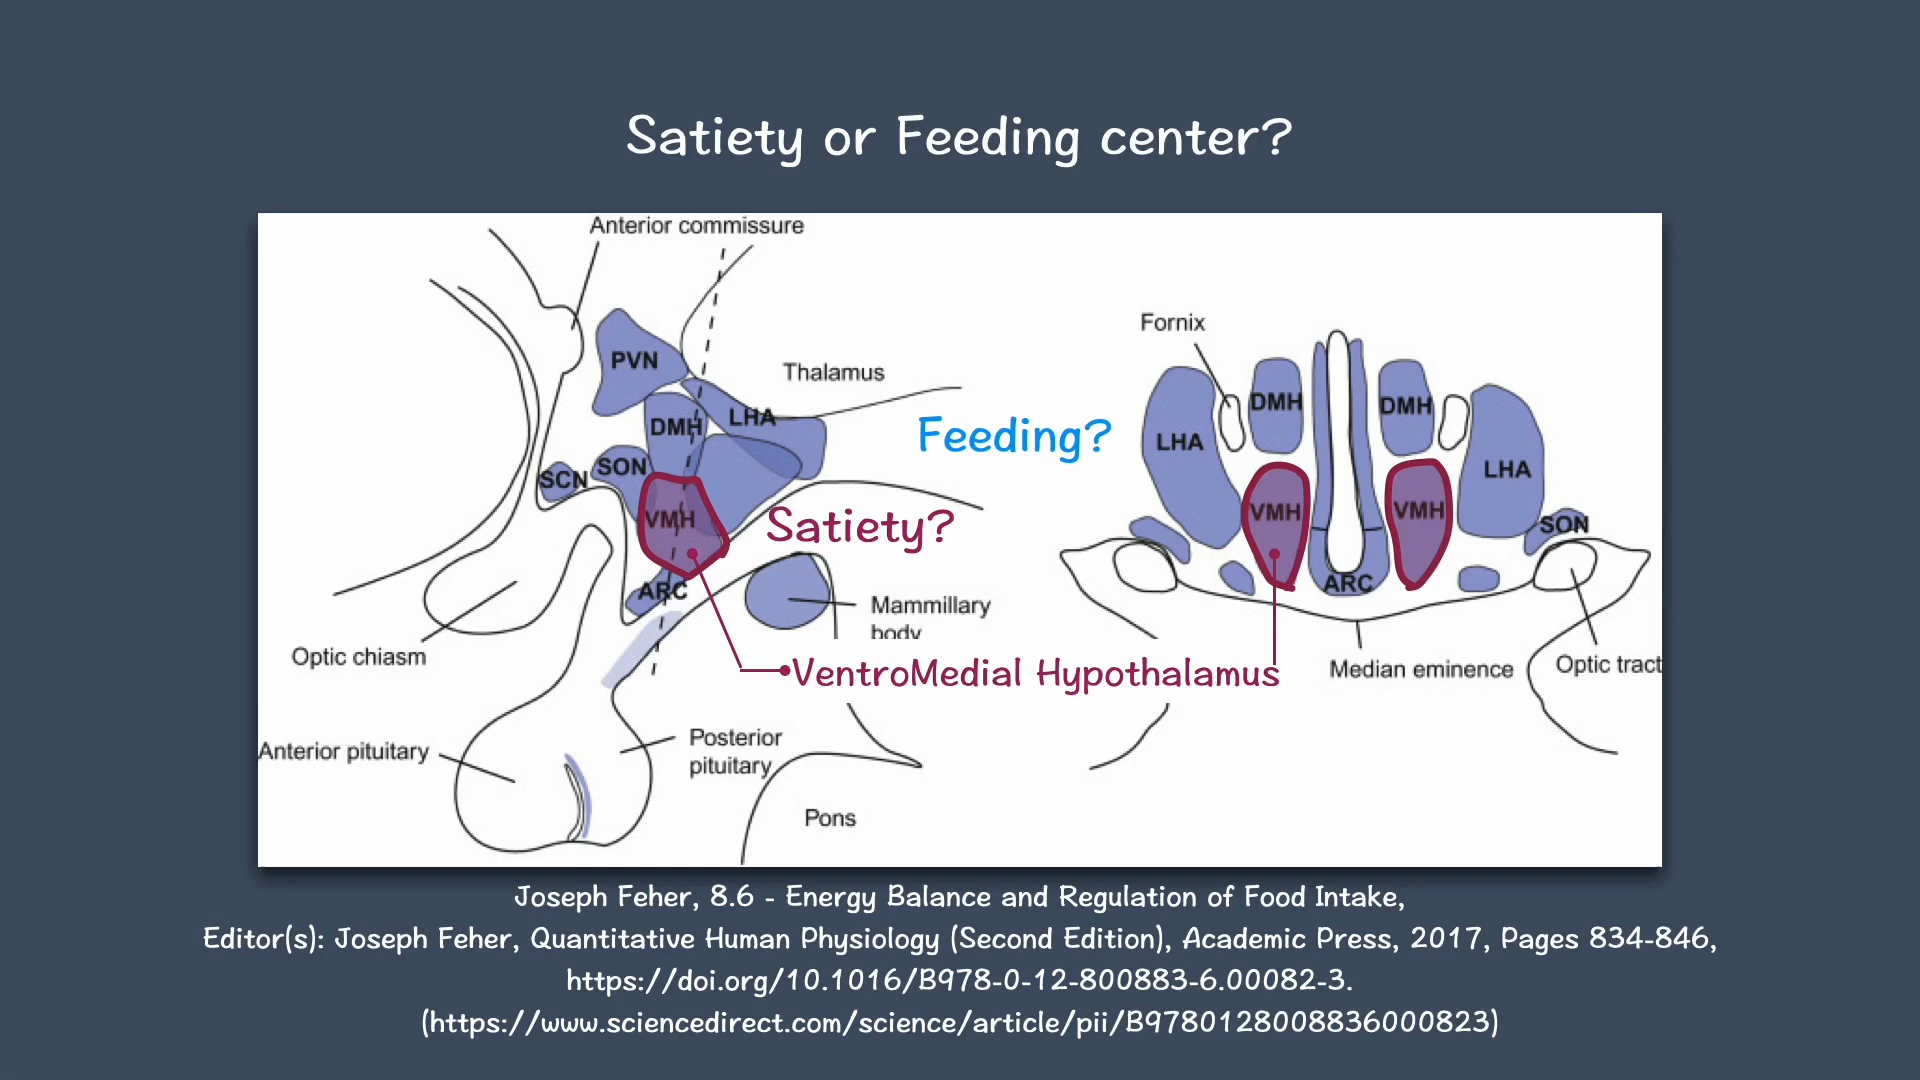 Satiety or Feeding center?
Anterior commissure
PVN
Thalamus
DMH
LHA
SON
SCN
VMH
ARC
Optic chiasm
Mammillary
body
Anterior pituitary
Posterior
pituitary
Pons
Feeding?
Satiety?
VentroMedial Hypothalamus
Fornix
DMH
DMH
LHA
LHA
VMH
VMH
SON
ARC
Median eminence
Optic tract
Joseph Feher, 8.6 - Energy Balance and Regulation of Food Intake,
Editor(s): Joseph Feher, Quantitative Human Physiology (Second Edition), Academic Press, 2017, Pages 834-846,
https://doi.org/10.1016/B978-0-12-800883-6.00082-3.
(https://www.sciencedirect.com/science/article/pii/B9780128008836000823)